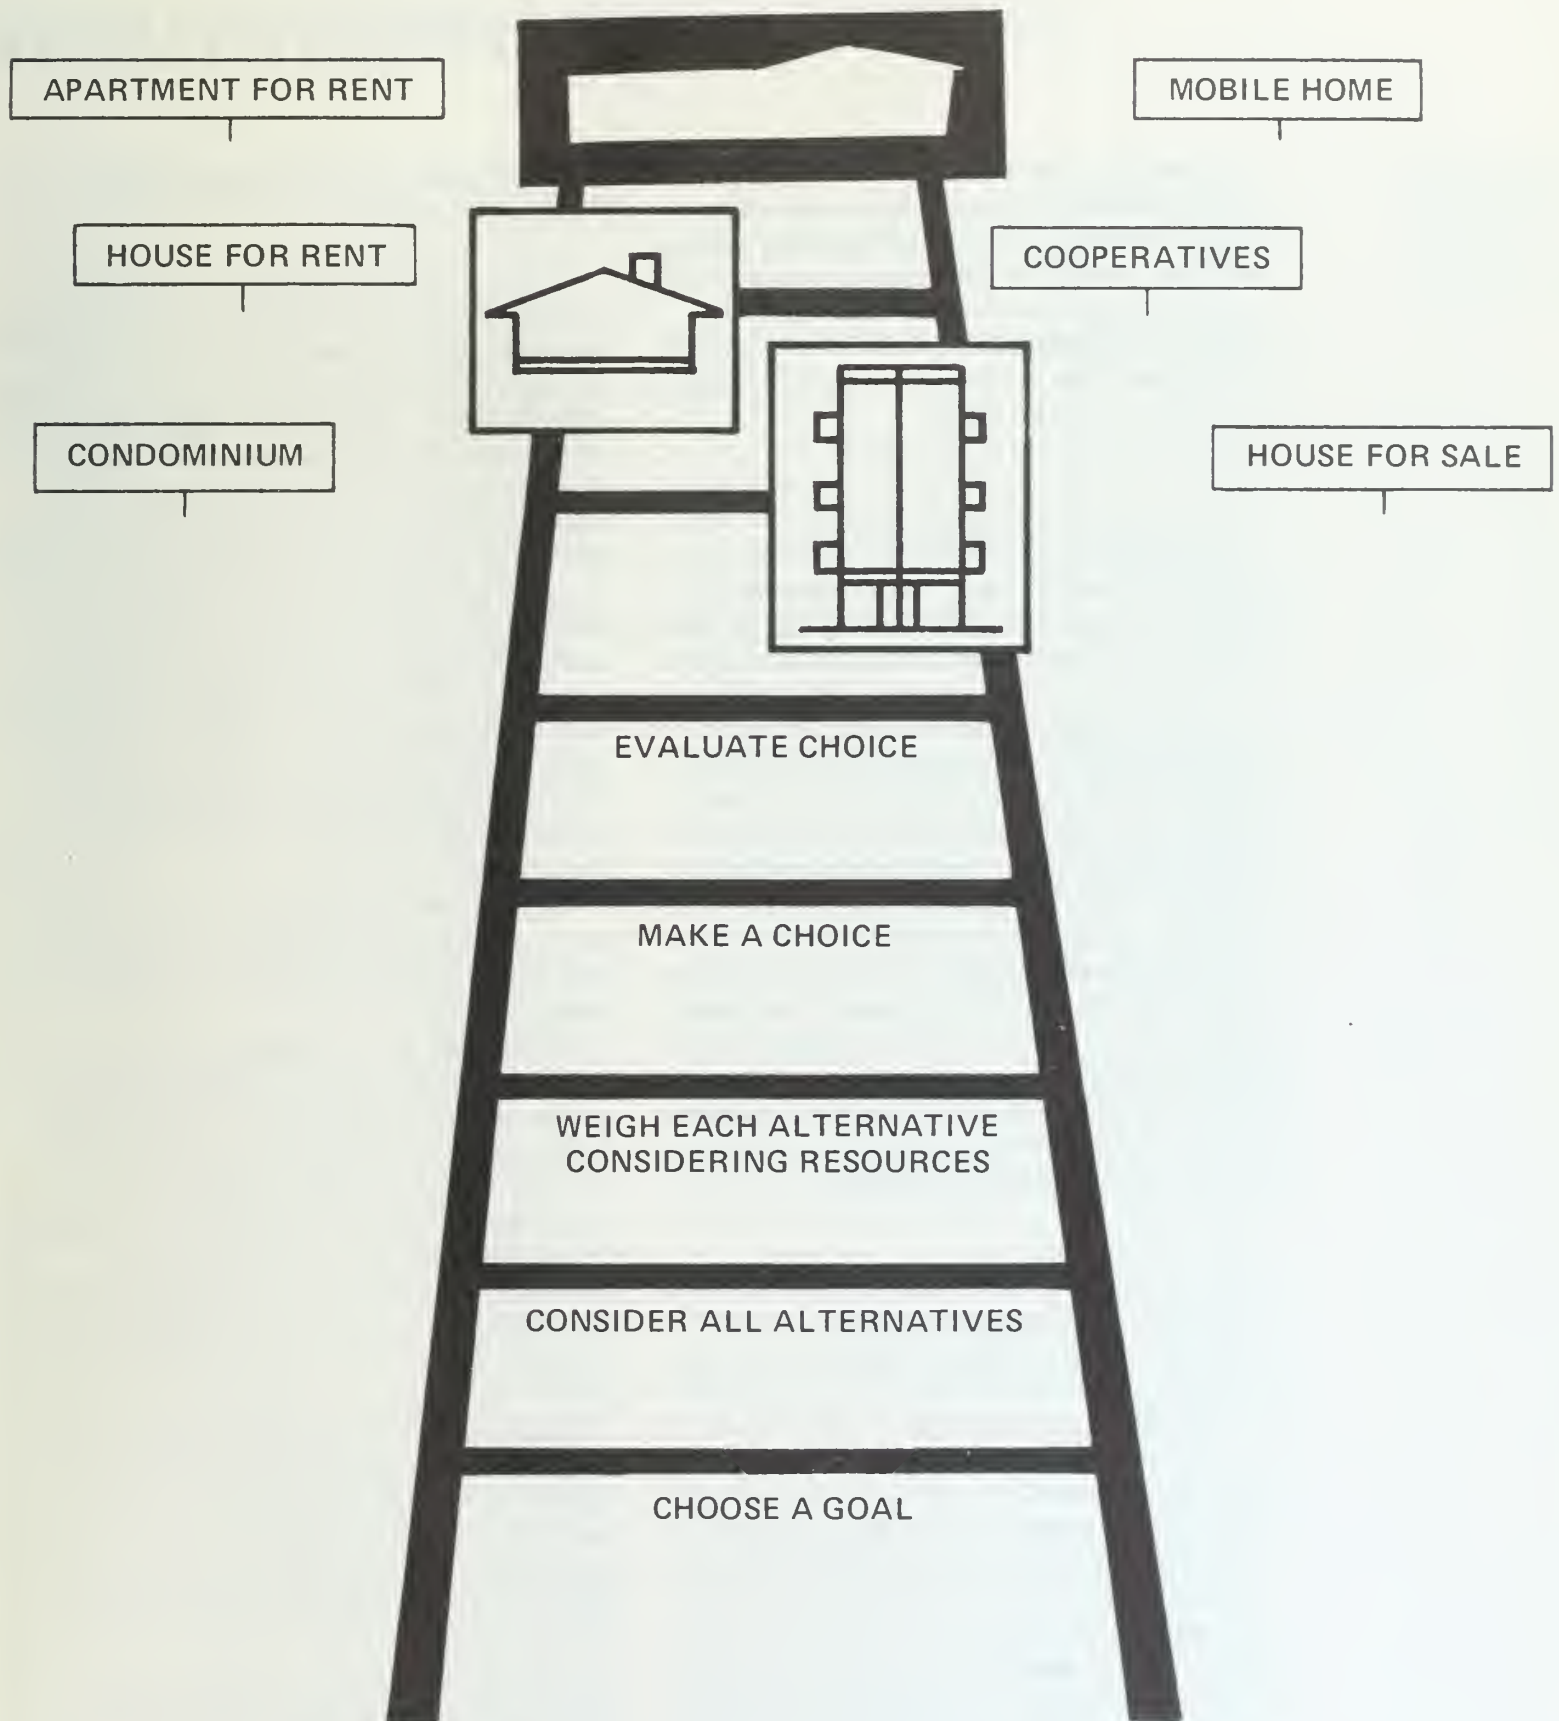 APARTMENT FOR RENT
MOBILE HOME
HOUSE FOR RENT
COOPERATIVES
CONDOMINIUM
HOUSE FOR SALE
EVALUATE CHOICE
MAKE A CHOICE
WEIGH EACH ALTERNATIVE
CONSIDERING RESOURCES
CONSIDER ALL ALTERNATIVES
CHOOSE A GOAL